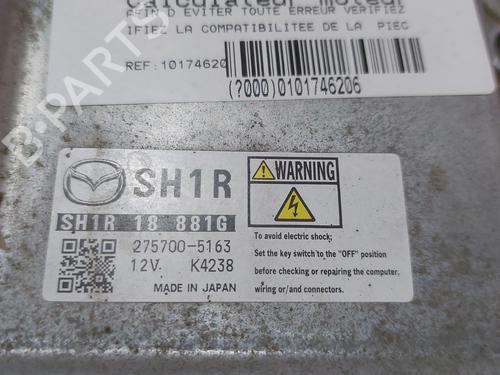 Calculateur moteur
AFIN D EVITER TOUTE ERREUR VERIFIEZ
IFIEZ LA COMPATIBILITEE DE LA PIEC
REF:10174620
(?000)0101746206
B-PARTS
SH1R
SH1R 18 881G
275700-5163
12V. K4238
MADE IN JAPAN
WARNING
To avoid electric shock;
Set the key switch to the "OFF" position
before checking or repairing the computer,
wiring or/and connectors.